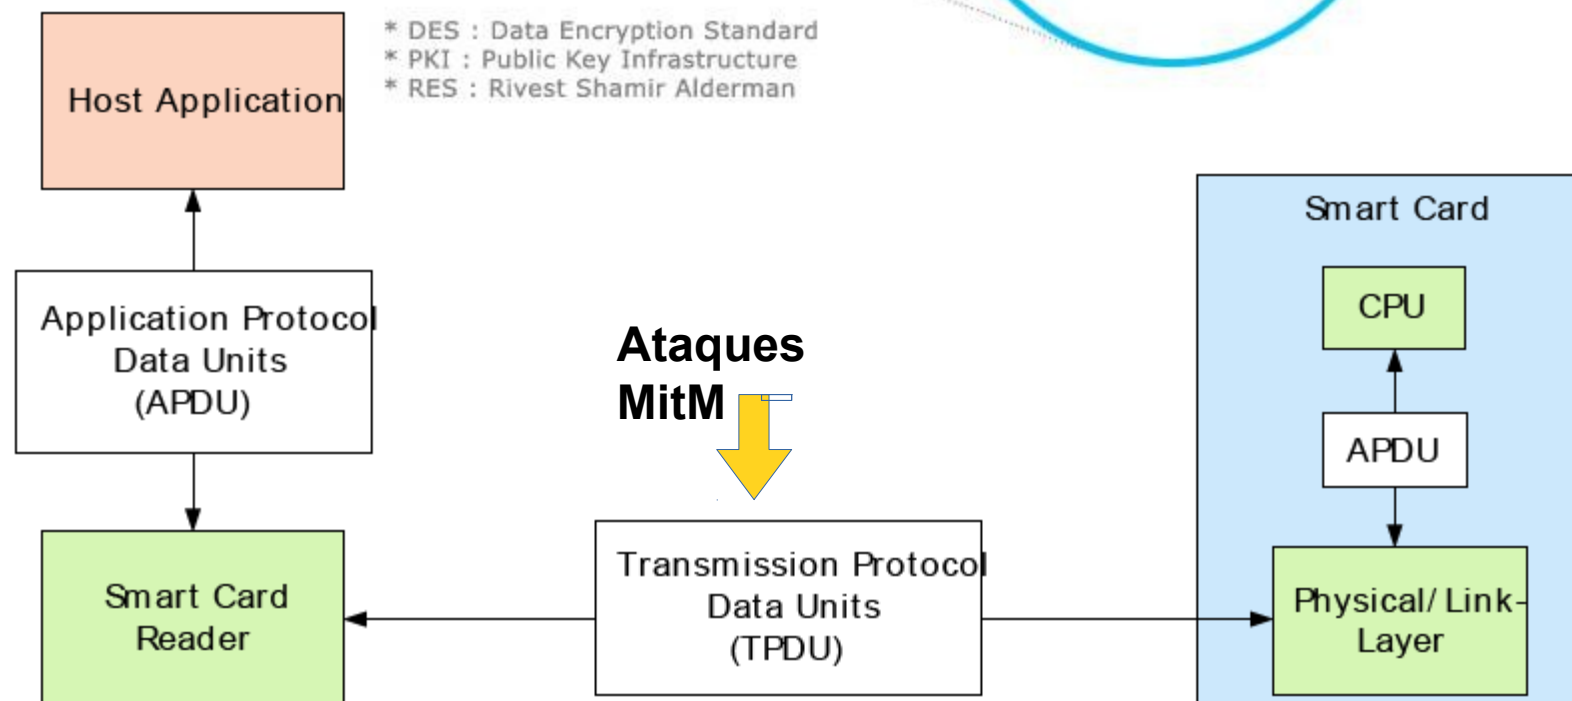 * DES : Data Encryption Standard
* PKI : Public Key Infrastructure
* RES : Rivest Shamir Alderman
Host Application
Application Protocol
Data Units
(APDU)
Smart Card
Reader
Ataques
MitM
Transmission Protocol
Data Units
(TPDU)
Smart Card
CPU
APDU
Physical/Link-
Layer